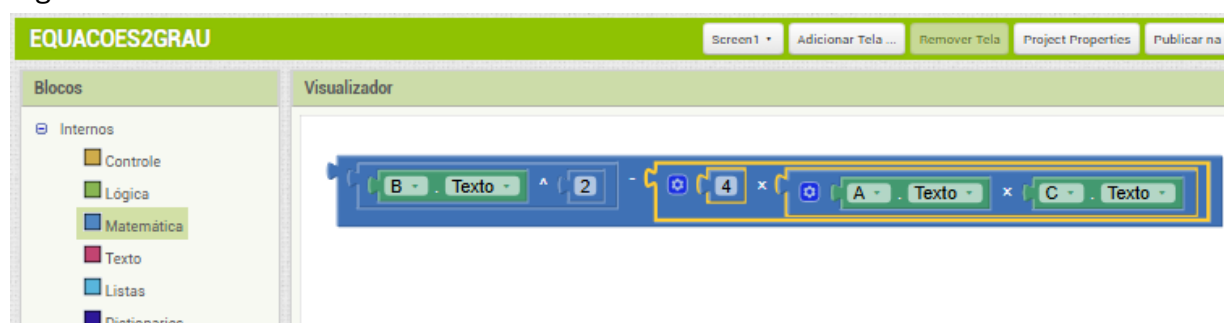 EQUACOES2GRAU
Screen1 Adicionar Tela ... Remover Tela Project Properties Publicar na
Blocos
Visualizador
Internos
Controle
Lógica
Matemática
Texto
Listas
Dictionaries
B . Texto ^ 2 - 4 × A . Texto × C . Texto